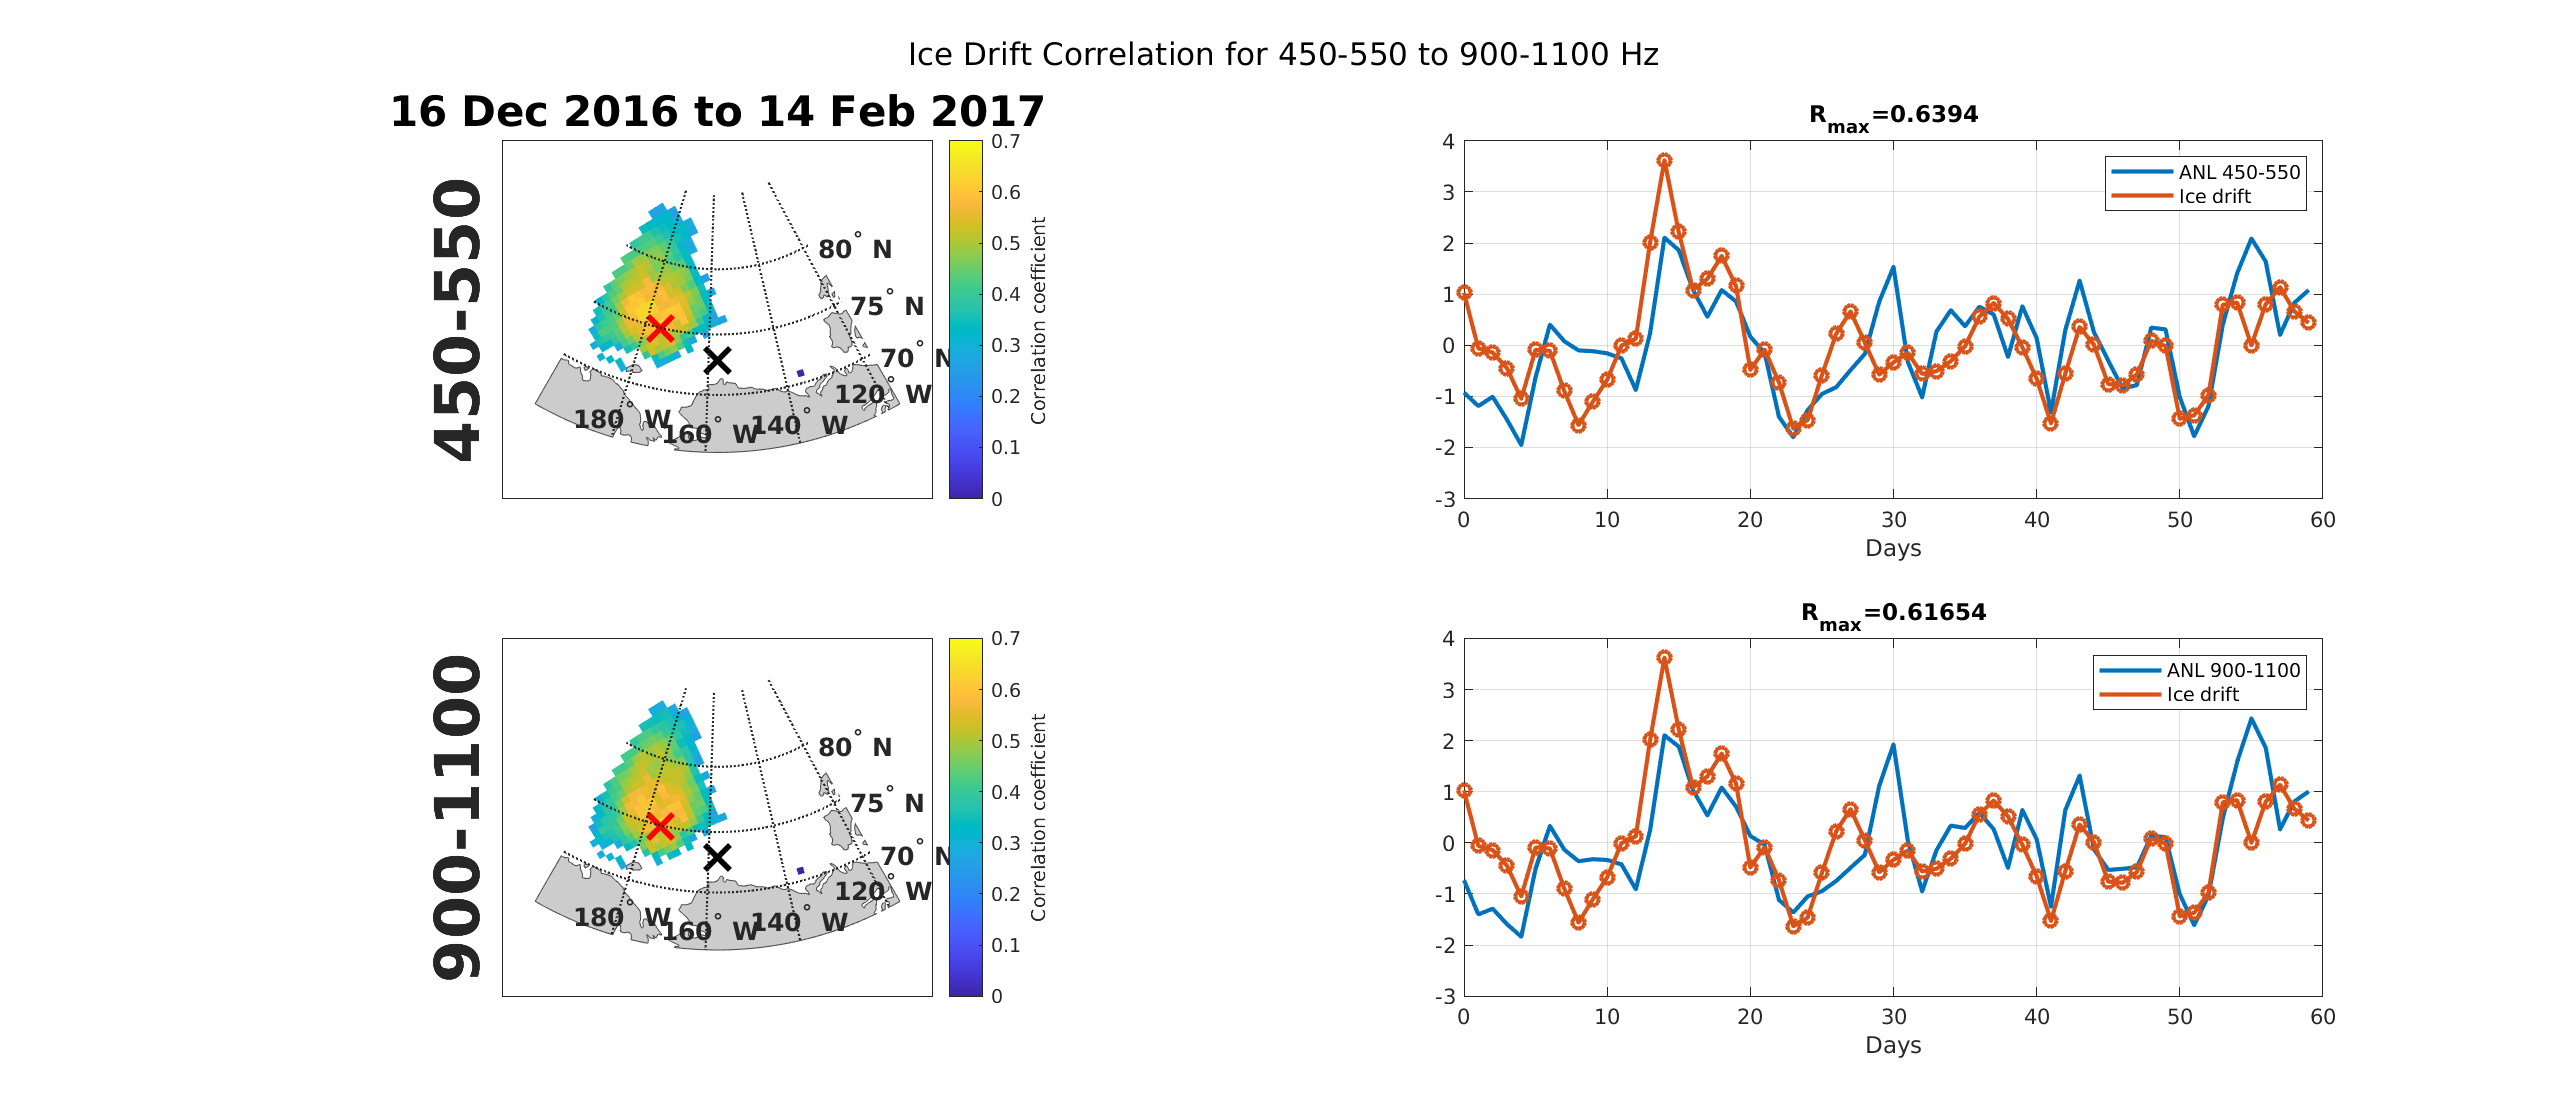 Ice Drift Correlation for 450-550 to 900-1100 Hz
16 Dec 2016 to 14 Feb 2017
450-550
80° N
75° N
70° N
120° W
180° W
160° W
140° W
0.7
0.6
0.5
0.4
0.3
0.2
0.1
0
Correlation coefficient
Rmax=0.6394
ANL 450-550
Ice drift
4
3
2
1
0
-1
-2
-3
0 10 20 30 40 50 60
Days
900-1100
80° N
75° N
70° N
120° W
180° W
160° W
140° W
0.7
0.6
0.5
0.4
0.3
0.2
0.1
0
Correlation coefficient
Rmax=0.61654
ANL 900-1100
Ice drift
4
3
2
1
0
-1
-2
-3
0 10 20 30 40 50 60
Days